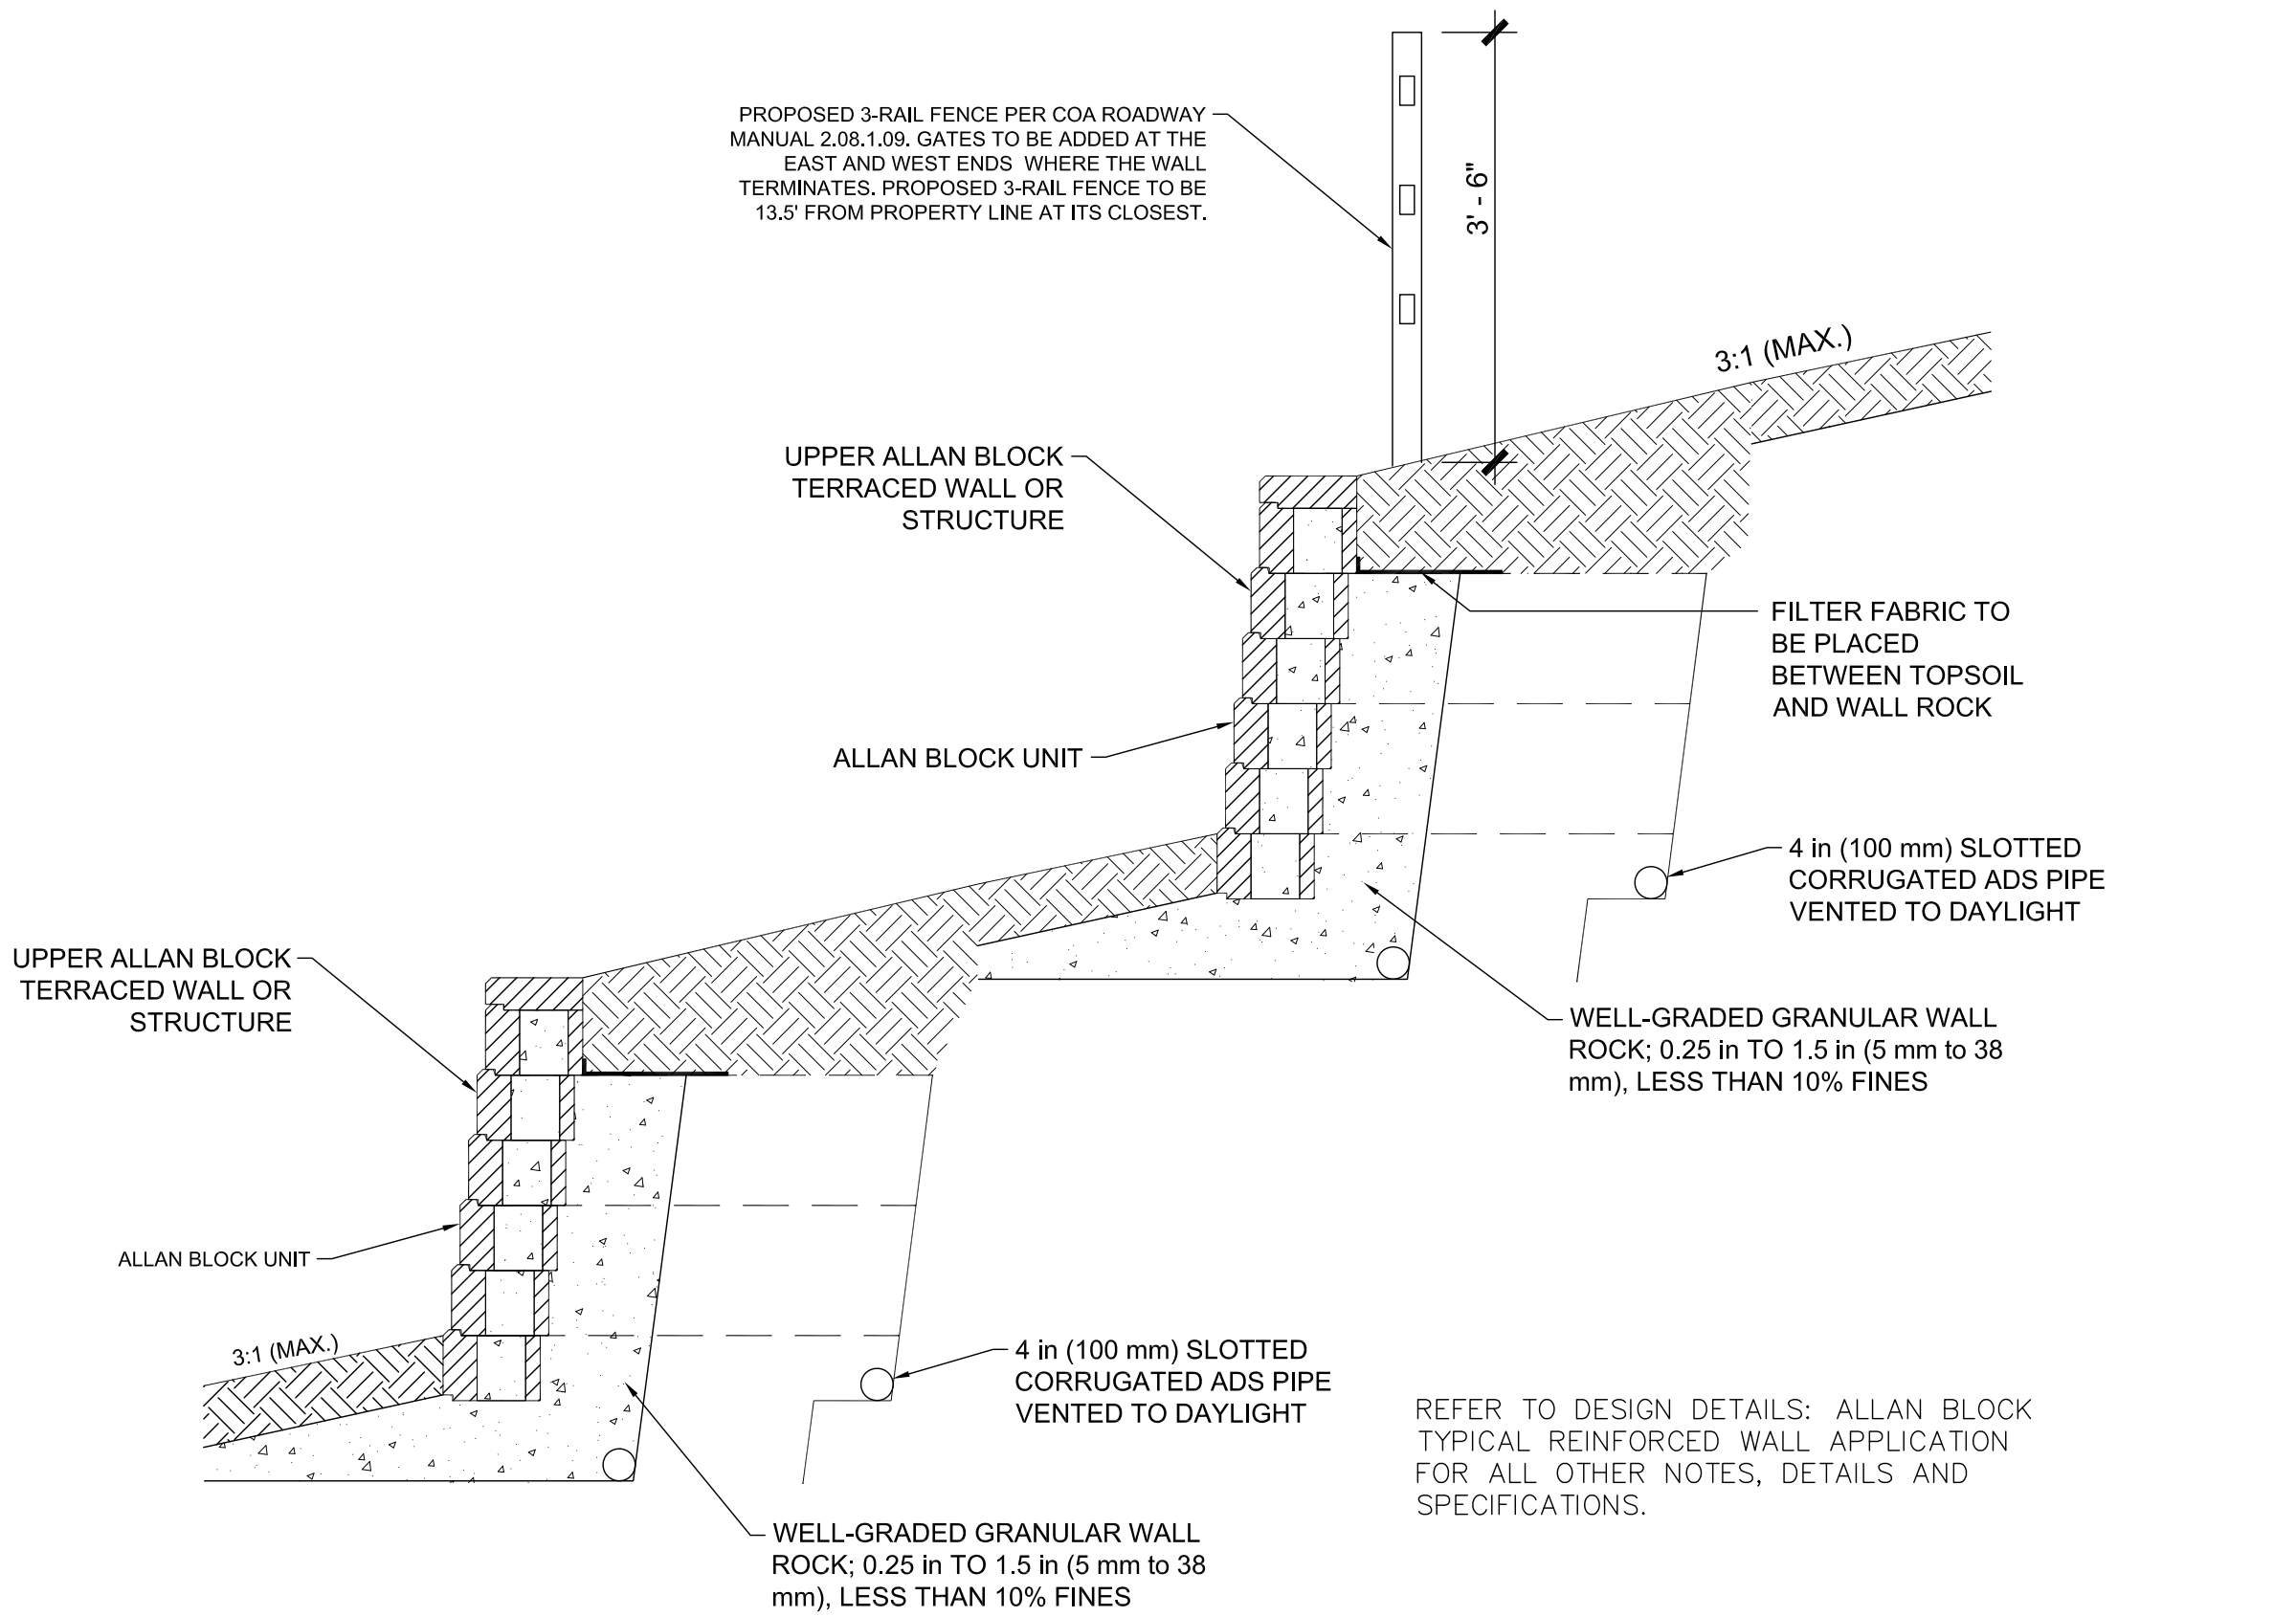 PROPOSED 3-RAIL FENCE PER COA ROADWAY
MANUAL 2.08.1.09. GATES TO BE ADDED AT THE
EAST AND WEST ENDS WHERE THE WALL
TERMINATES. PROPOSED 3-RAIL FENCE TO BE
13.5' FROM PROPERTY LINE AT ITS CLOSEST.
3' - 6"
3:1 (MAX.)
UPPER ALLAN BLOCK
TERRACED WALL OR
STRUCTURE
FILTER FABRIC TO
BE PLACED
BETWEEN TOPSOIL
AND WALL ROCK
ALLAN BLOCK UNIT
4 in (100 mm) SLOTTED
CORRUGATED ADS PIPE
VENTED TO DAYLIGHT
UPPER ALLAN BLOCK
TERRACED WALL OR
STRUCTURE
WELL-GRADED GRANULAR WALL
ROCK; 0.25 in TO 1.5 in (5 mm to 38
mm), LESS THAN 10% FINES
ALLAN BLOCK UNIT
3:1 (MAX.)
4 in (100 mm) SLOTTED
CORRUGATED ADS PIPE
VENTED TO DAYLIGHT
REFER TO DESIGN DETAILS: ALLAN BLOCK
TYPICAL REINFORCED WALL APPLICATION
FOR ALL OTHER NOTES, DETAILS AND
SPECIFICATIONS.
WELL-GRADED GRANULAR WALL
ROCK; 0.25 in TO 1.5 in (5 mm to 38
mm), LESS THAN 10% FINES